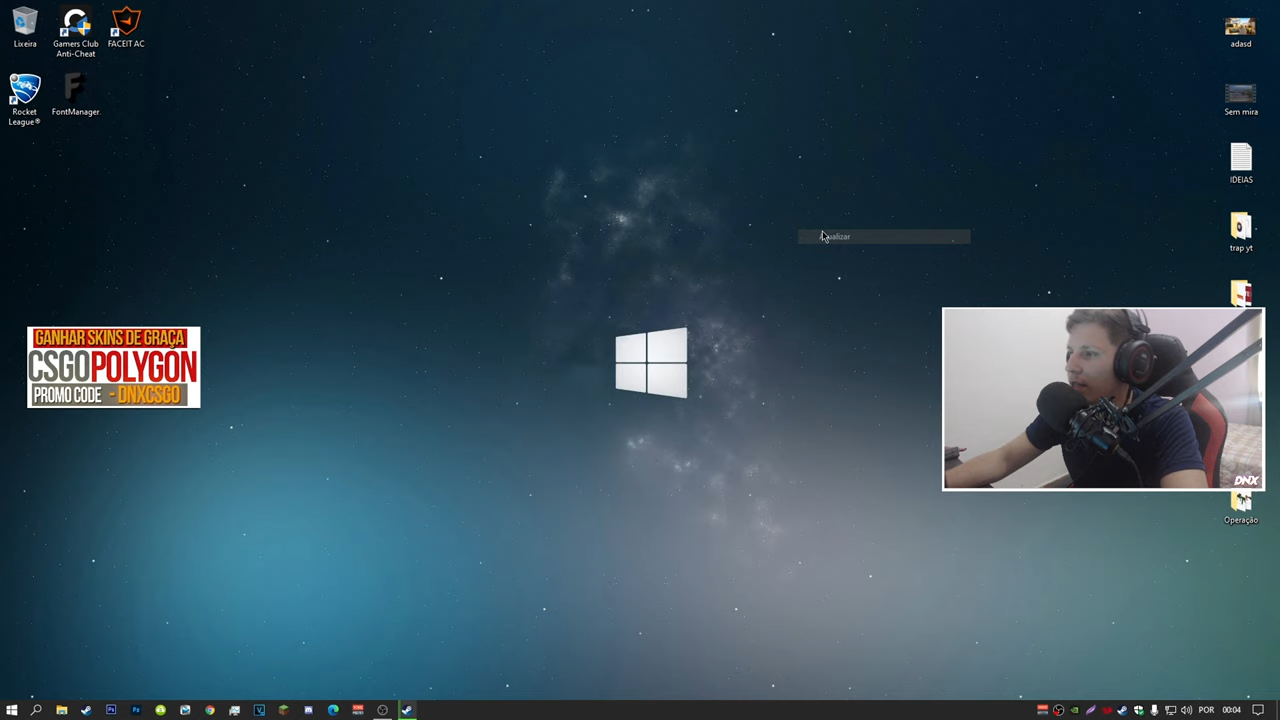 Lixeira
Gamers Club
Anti-Cheat
FACEIT AC
Rocket
League®
FontManager
adasd
Sem mira
IDEIAS
trap yt
GANHAR SKINS DE GRAÇA
CSGOPOLYGON
PROMO CODE - DNXCSGO
DNX
Operação
POR
00:04